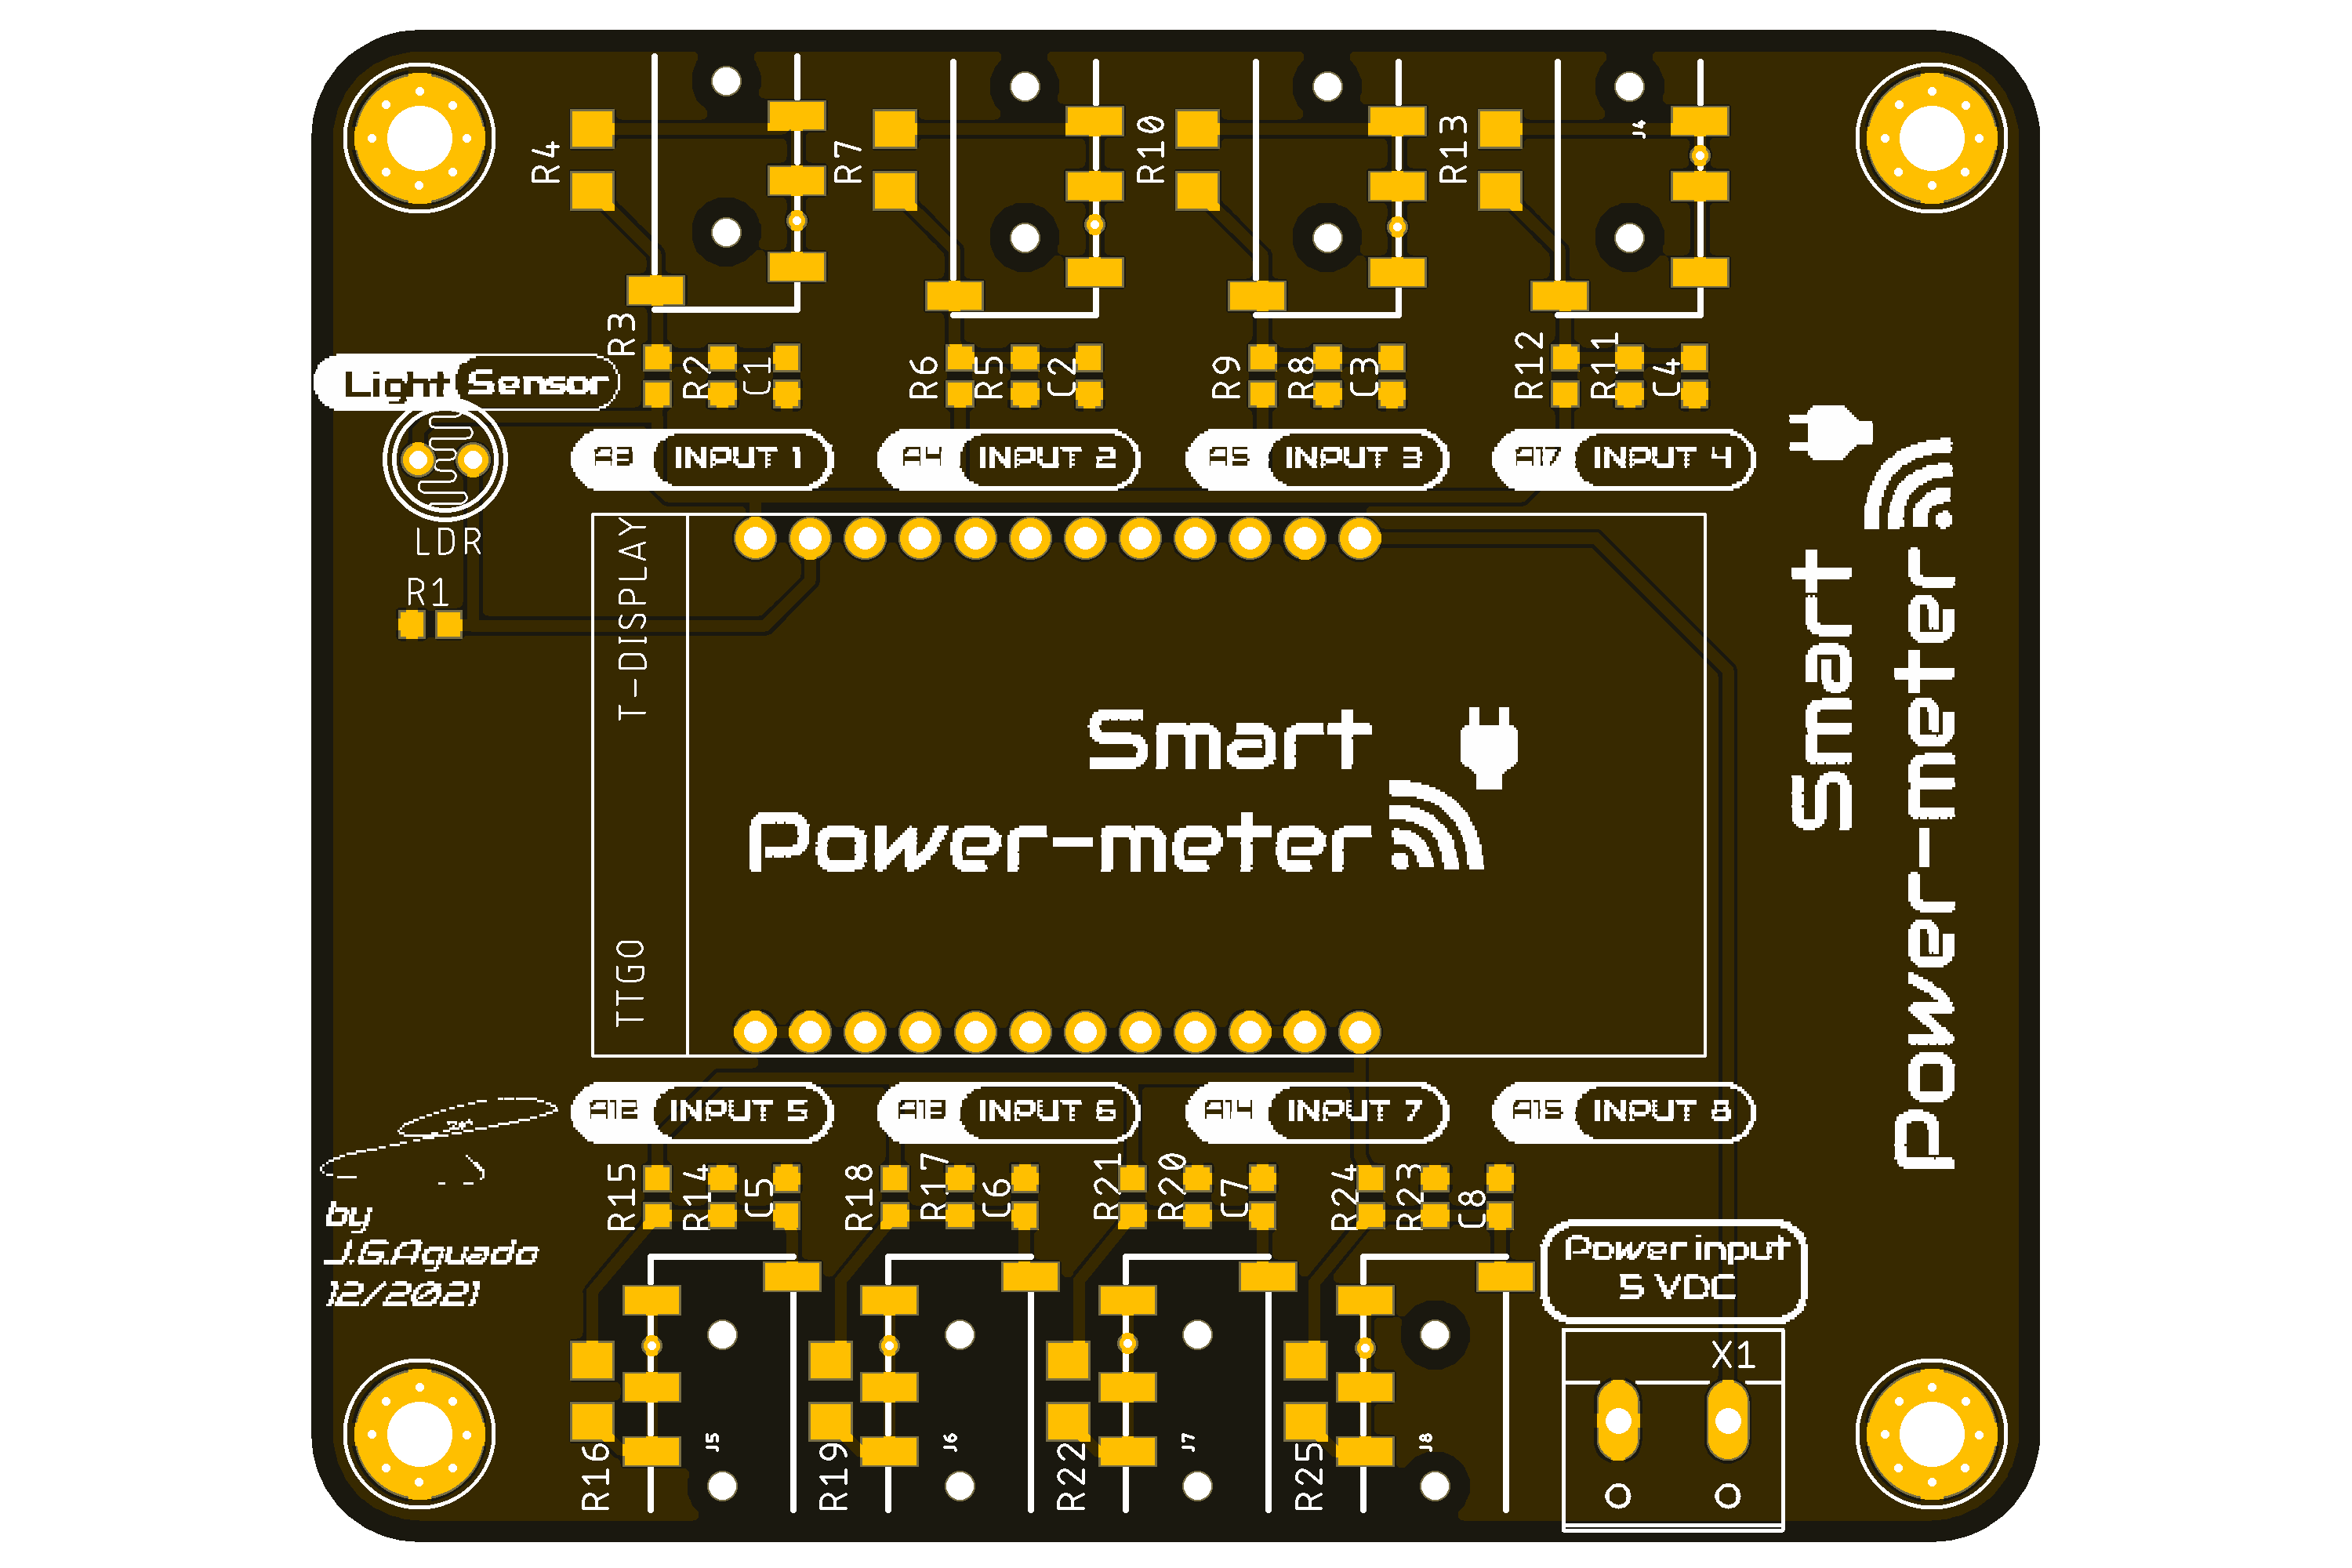 J4
R4
R7
R10
R13
R3
R2
C1
R6
R5
C2
R9
R8
C3
R12
R11
C4
Light Sensor
A3 INPUT 1
A4 INPUT 2
A5 INPUT 3
A17 INPUT 4
LDR
R1
T-DISPLAY
TTGO
Smart
Power-meter
Smart
Power-meter
A12 INPUT 5
A13 INPUT 6
A14 INPUT 7
A15 INPUT 8
R15
R14
C5
R18
R17
C6
R21
R20
C7
R24
R23
C8
by
J.G.Aguado
12/2021
Power input
5 VDC
X1
R16
J5
R19
J6
R22
J7
R25
J8